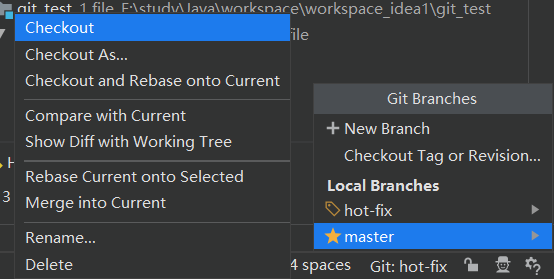 git_test 1 file E:\study\Java\workspace\workspace_idea1\git_test
Checkout
Checkout As...
file
Checkout and Rebase onto Current
Compare with Current
Show Diff with Working Tree
Rebase Current onto Selected
3
Merge into Current
Rename...
Delete
Git Branches
New Branch
Checkout Tag or Revision...
Local Branches
hot-fix
master
4 spaces Git: hot-fix